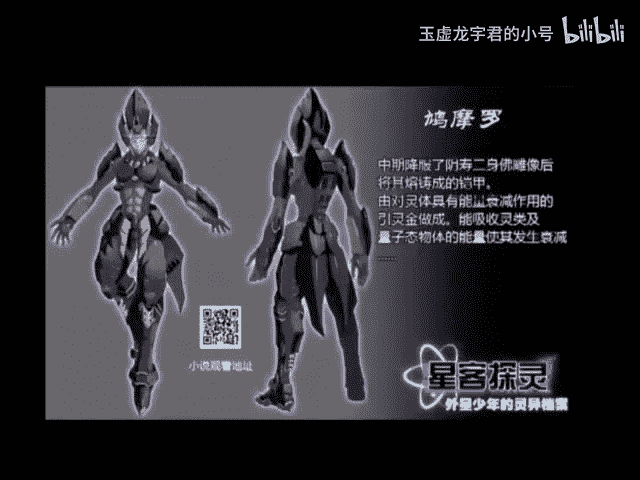 玉虚龙宇君的小号 bilibili
鸠摩罗
中期降服了阴寿二身佛雕像后
将其熔铸成的铠甲。
由对灵体具有能量衰减作用的
引灵金做成。能吸收灵类及
量子态物体的能量使其发生衰减
......
小说观看地址
星客探灵
外星少年的灵异档案